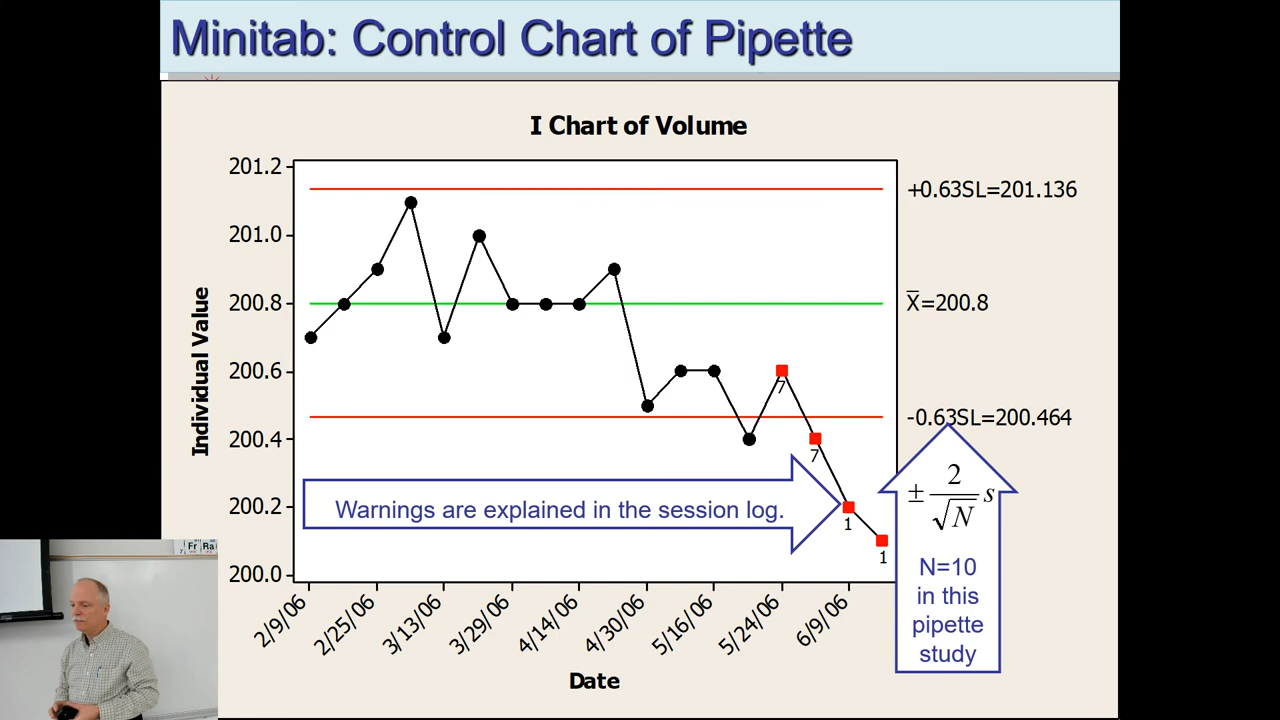 Minitab: Control Chart of Pipette
I Chart of Volume
201.2
201.0
200.8
200.6
200.4
200.2
200.0
Individual Value
+0.63SL=201.136
X̅=200.8
-0.63SL=200.464
7
7
1
1
Warnings are explained in the session log.
± 2/√N s
N=10
in this
pipette
study
2/9/06
2/25/06
3/13/06
3/29/06
4/14/06
4/30/06
5/16/06
5/24/06
6/9/06
Date
Fr Ra